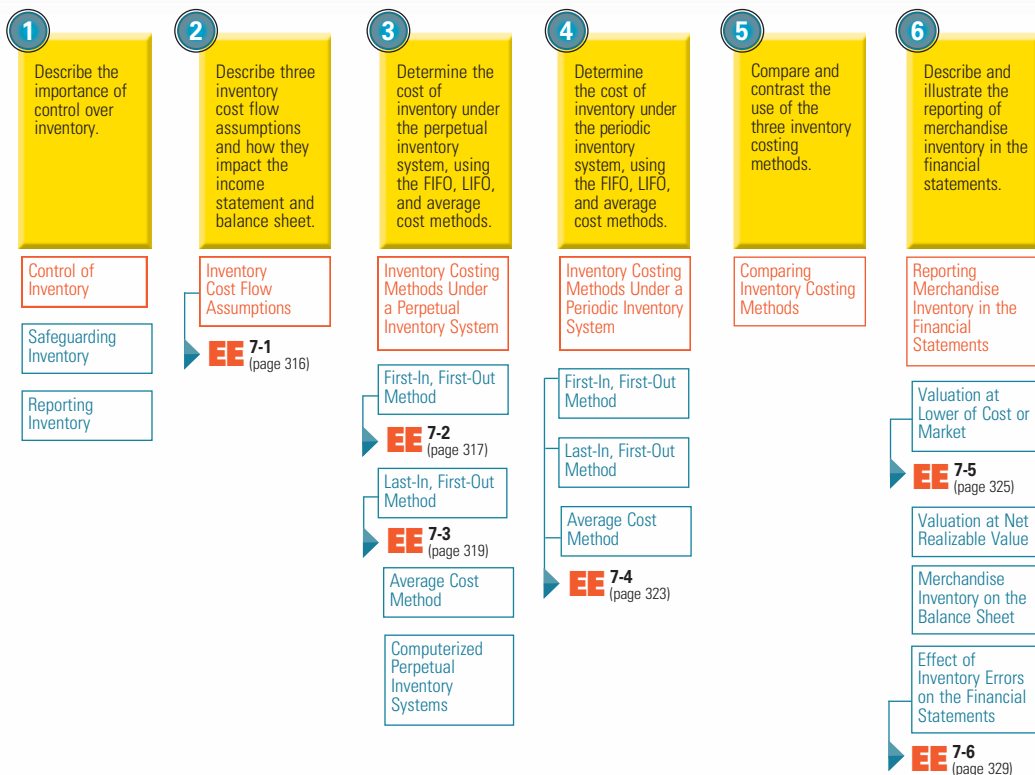 1
Describe the
importance of
control over
inventory.
Control of
Inventory
Safeguarding
Inventory
Reporting
Inventory
2
Describe three
inventory
cost flow
assumptions
and how they
impact the
income
statement and
balance sheet.
Inventory
Cost Flow
Assumptions
EE 7-1
(page 316)
3
Determine the
cost of
inventory under
the perpetual
inventory
system, using
the FIFO, LIFO,
and average
cost methods.
Inventory Costing
Methods Under
a Perpetual
Inventory System
First-In, First-Out
Method
EE 7-2
(page 317)
Last-In, First-Out
Method
EE 7-3
(page 319)
Average Cost
Method
Computerized
Perpetual
Inventory
Systems
4
Determine
the cost of
inventory under
the periodic
inventory
system, using
the FIFO, LIFO,
and average
cost methods.
Inventory Costing
Methods Under a
Periodic Inventory
System
First-In, First-Out
Method
Last-In, First-Out
Method
Average Cost
Method
EE 7-4
(page 323)
5
Compare and
contrast the
use of the
three inventory
costing
methods.
Comparing
Inventory Costing
Methods
6
Describe and
illustrate the
reporting of
merchandise
inventory in the
financial
statements.
Reporting
Merchandise
Inventory in the
Financial
Statements
Valuation at
Lower of Cost or
Market
EE 7-5
(page 325)
Valuation at Net
Realizable Value
Merchandise
Inventory on the
Balance Sheet
Effect of
Inventory Errors
on the Financial
Statements
EE 7-6
(page 329)